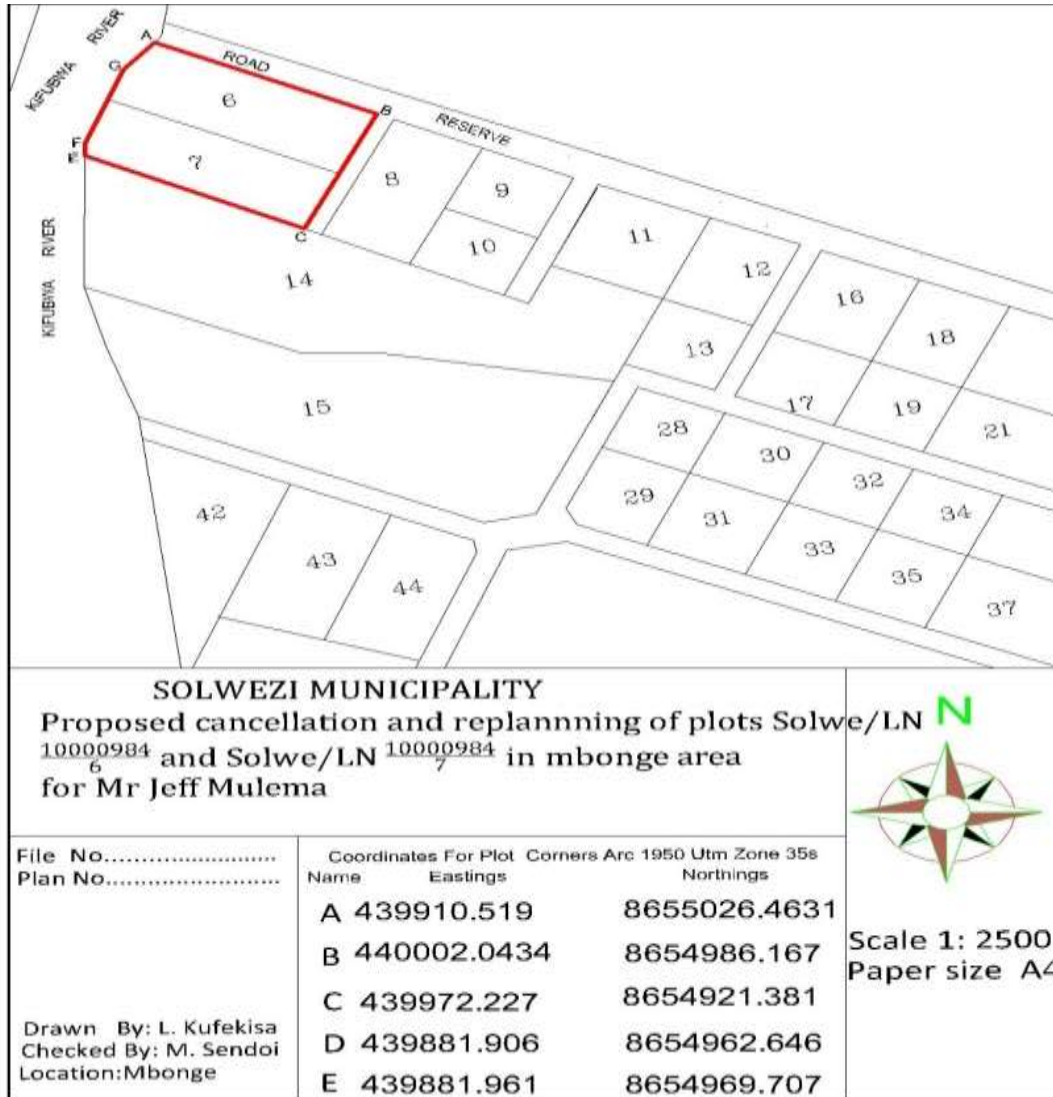 KIFUBWA RIVER
A
G
ROAD
RESERVE
B
6
F
E
7
C
8
9
10
11
12
KIFUBWA RIVER
14
13
16
18
15
17
19
21
28
30
29
31
32
34
33
35
37
42
43
44
SOLWEZI MUNICIPALITY
Proposed cancellation and replannning of plots Solwe/LN
10000984/6 and Solwe/LN 10000984/7 in mbonge area
for Mr Jeff Mulema
N
File No..........................
Plan No.........................
Drawn By: L. Kufekisa
Checked By: M. Sendoi
Location:Mbonge
Coordinates For Plot Corners Arc 1950 Utm Zone 35s
Name Eastings Northings
A 439910.519 8655026.4631
B 440002.0434 8654986.167
C 439972.227 8654921.381
D 439881.906 8654962.646
E 439881.961 8654969.707
Scale 1: 2500
Paper size A4